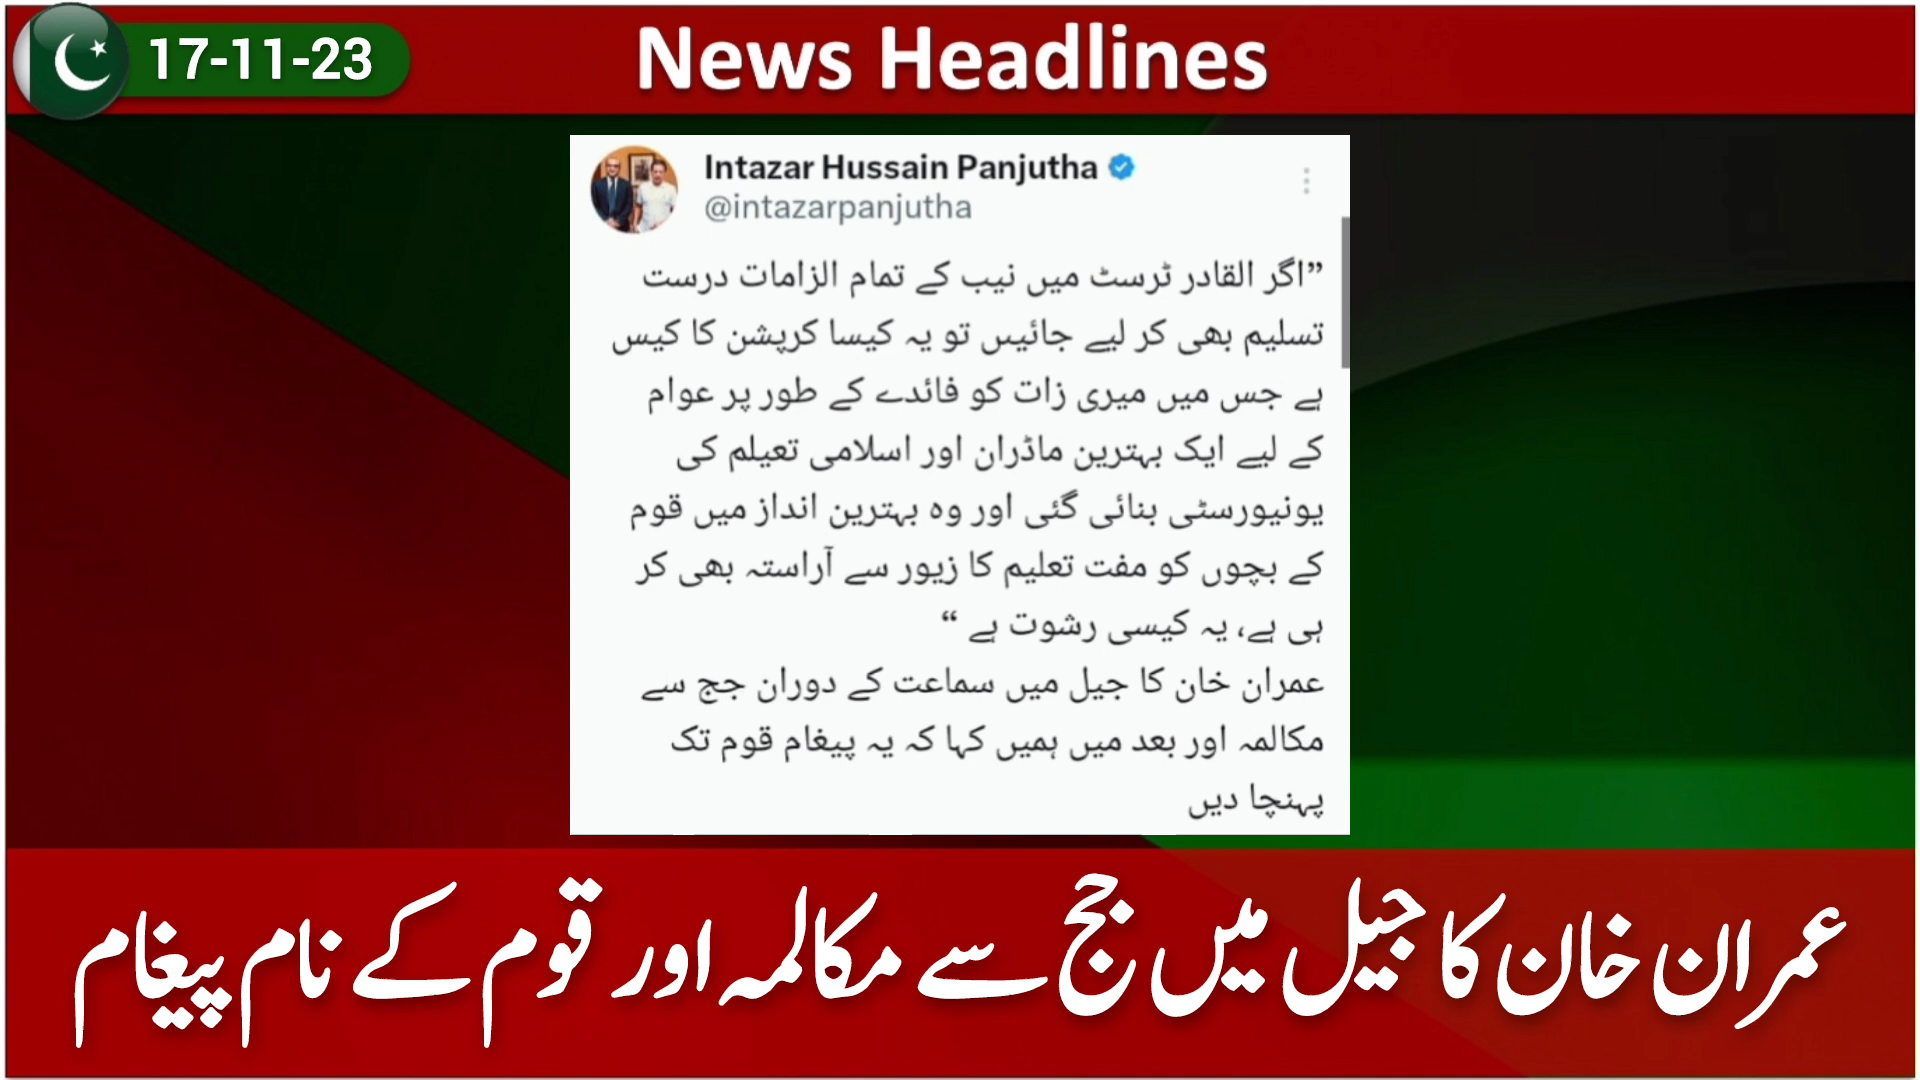 17-11-23
News Headlines
Intazar Hussain Panjutha
@intazarpanjutha
”اگر القادر ٹرسٹ میں نیب کے تمام الزامات درست
تسلیم بھی کر لیے جائیں تو یہ کیسا کرپشن کا کیس
ہے جس میں میری زات کو فائدے کے طور پر عوام
کے لیے ایک بہترین ماڈران اور اسلامی تعیلم کی
یونیورسٹی بنائی گئی اور وہ بہترین انداز میں قوم
کے بچوں کو مفت تعلیم کا زیور سے آراستہ بھی کر
ہی ہے، یہ کیسی رشوت ہے “
عمران خان کا جیل میں سماعت کے دوران جج سے
مکالمہ اور بعد میں ہمیں کہا کہ یہ پیغام قوم تک
پہنچا دیں
عمران خان کا جیل میں جج سے مکالمہ اور قوم کے نام پیغام